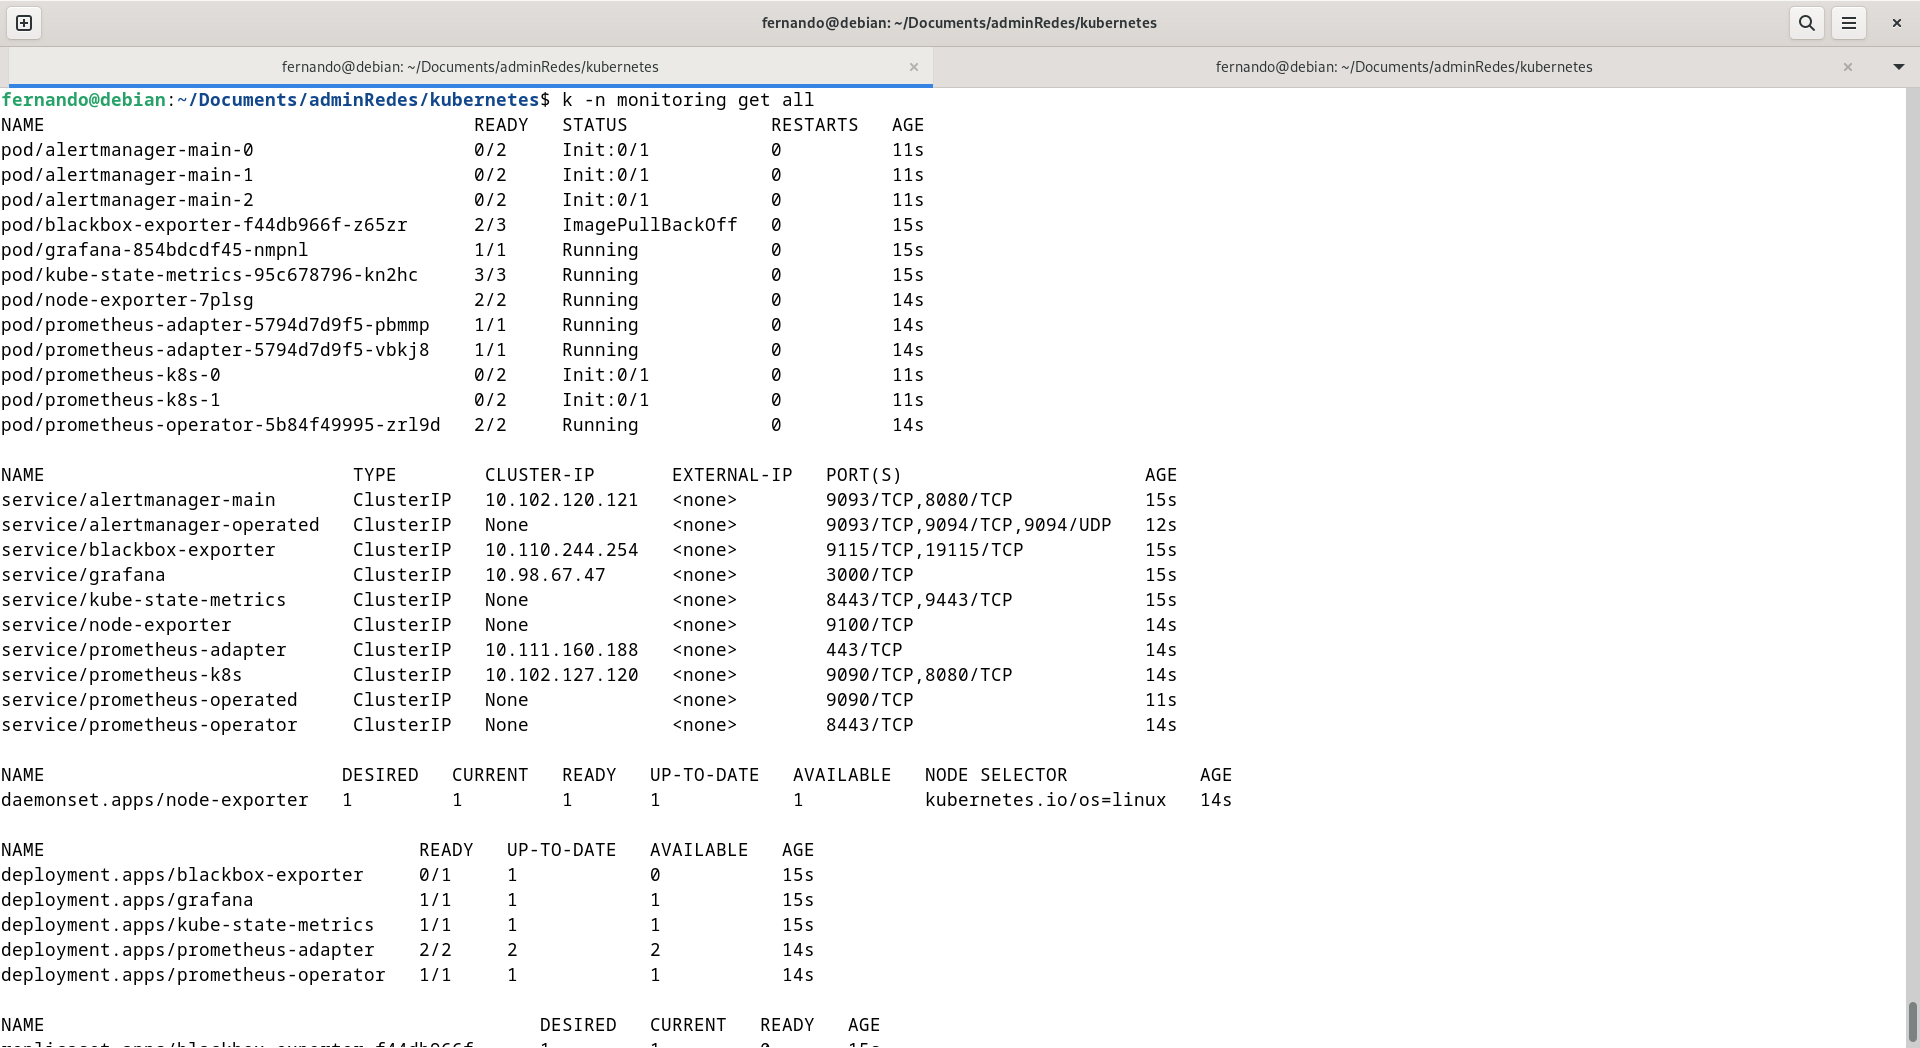 fernando@debian: ~/Documents/adminRedes/kubernetes
fernando@debian: ~/Documents/adminRedes/kubernetes
fernando@debian: ~/Documents/adminRedes/kubernetes
fernando@debian:~/Documents/adminRedes/kubernetes$ k -n monitoring get all
NAME READY STATUS RESTARTS AGE
pod/alertmanager-main-0 0/2 Init:0/1 0 11s
pod/alertmanager-main-1 0/2 Init:0/1 0 11s
pod/alertmanager-main-2 0/2 Init:0/1 0 11s
pod/blackbox-exporter-f44db966f-z65zr 2/3 ImagePullBackOff 0 15s
pod/grafana-854bdcdf45-nmpnl 1/1 Running 0 15s
pod/kube-state-metrics-95c678796-kn2hc 3/3 Running 0 15s
pod/node-exporter-7plsg 2/2 Running 0 14s
pod/prometheus-adapter-5794d7d9f5-pbmmp 1/1 Running 0 14s
pod/prometheus-adapter-5794d7d9f5-vbkj8 1/1 Running 0 14s
pod/prometheus-k8s-0 0/2 Init:0/1 0 11s
pod/prometheus-k8s-1 0/2 Init:0/1 0 11s
pod/prometheus-operator-5b84f49995-zrl9d 2/2 Running 0 14s
NAME TYPE CLUSTER-IP EXTERNAL-IP PORT(S) AGE
service/alertmanager-main ClusterIP 10.102.120.121 <none> 9093/TCP,8080/TCP 15s
service/alertmanager-operated ClusterIP None <none> 9093/TCP,9094/TCP,9094/UDP 12s
service/blackbox-exporter ClusterIP 10.110.244.254 <none> 9115/TCP,19115/TCP 15s
service/grafana ClusterIP 10.98.67.47 <none> 3000/TCP 15s
service/kube-state-metrics ClusterIP None <none> 8443/TCP,9443/TCP 15s
service/node-exporter ClusterIP None <none> 9100/TCP 14s
service/prometheus-adapter ClusterIP 10.111.160.188 <none> 443/TCP 14s
service/prometheus-k8s ClusterIP 10.102.127.120 <none> 9090/TCP,8080/TCP 14s
service/prometheus-operated ClusterIP None <none> 9090/TCP 11s
service/prometheus-operator ClusterIP None <none> 8443/TCP 14s
NAME DESIRED CURRENT READY UP-TO-DATE AVAILABLE NODE SELECTOR AGE
daemonset.apps/node-exporter 1 1 1 1 1 kubernetes.io/os=linux 14s
NAME READY UP-TO-DATE AVAILABLE AGE
deployment.apps/blackbox-exporter 0/1 1 0 15s
deployment.apps/grafana 1/1 1 1 15s
deployment.apps/kube-state-metrics 1/1 1 1 15s
deployment.apps/prometheus-adapter 2/2 2 2 14s
deployment.apps/prometheus-operator 1/1 1 1 14s
NAME DESIRED CURRENT READY AGE